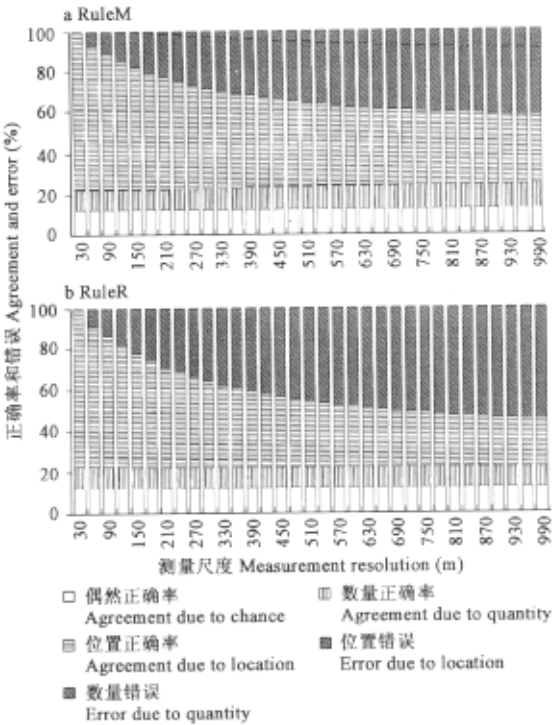 a RuleM
100
80
60
40
20
0
30 90 150 210 270 330 390 450 510 570 630 690 750 810 870 930 990
正确率和错误 Agreement and error (%)
b RuleR
100
80
60
40
20
0
30 90 150 210 270 330 390 450 510 570 630 690 750 810 870 930 990
测量尺度 Measurement resolution (m)
偶然正确率
Agreement due to chance
数量正确率
Agreement due to quantity
位置正确率
Agreement due to location
位置错误
Error due to location
数量错误
Error due to quantity